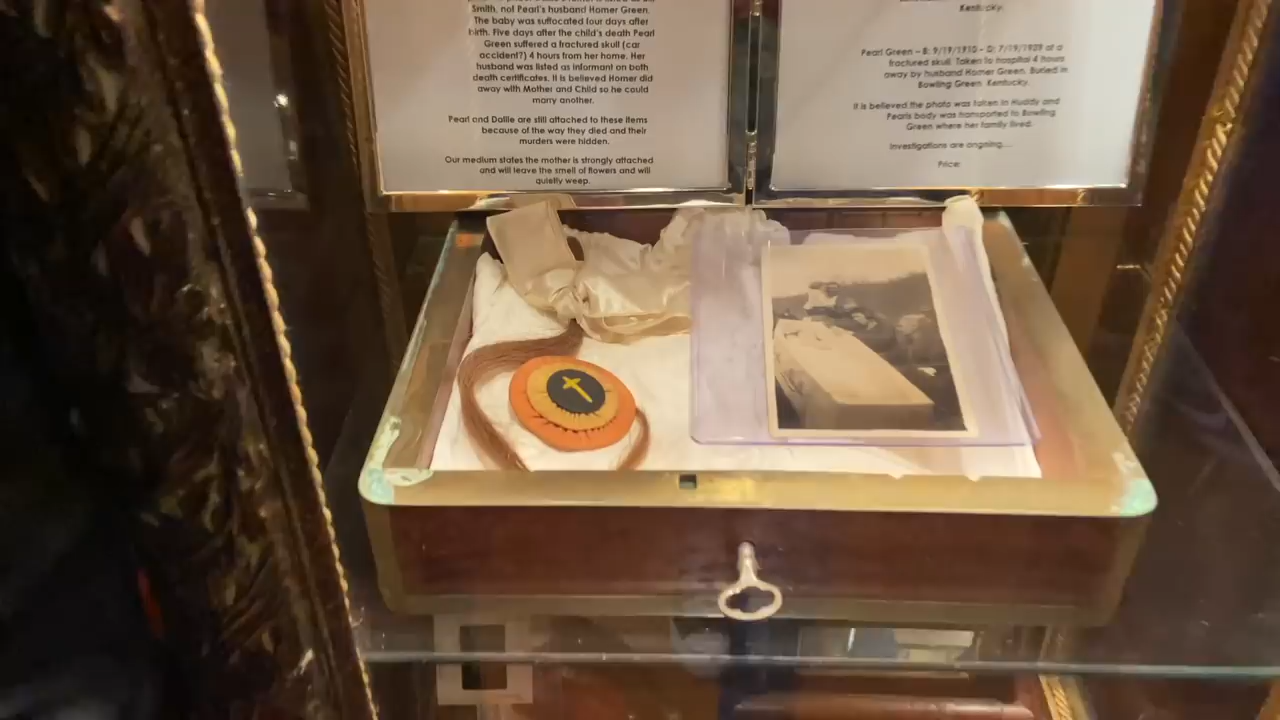 Smith, not Pearl's husband Homer Green.
The baby was suffocated four days after
birth. Five days after the child's death Pearl
Green suffered a fractured skull (car
accident?) 4 hours from her home. Her
husband was listed as informant on both
death certificates. It is believed Homer did
away with Mother and Child so he could
marry another.
Pearl and Dallie are still attached to these items
because of the way they died and their
murders were hidden.
Our medium states the mother is strongly attached
and will leave the smell of flowers and will
quietly weep.
Kentucky.
Pearl Green – B: 9/19/1910 – D: 7/19/1939 of a
fractured skull. Taken to hospital 4 hours
away by husband Homer Green. Buried in
Bowling Green, Kentucky.
It is believed the photo was taken in Huddy and
Pearls body was transported to Bowling
Green where her family lived.
Investigations are ongoing....
Price: